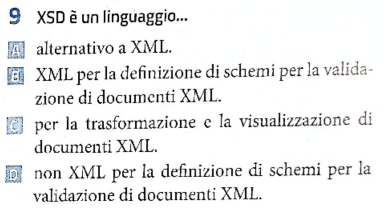 9 XSD è un linguaggio...
A alternativo a XML.
B XML per la definizione di schemi per la valida-
zione di documenti XML.
C per la trasformazione e la visualizzazione di
documenti XML.
D non XML per la definizione di schemi per la
validazione di documenti XML.